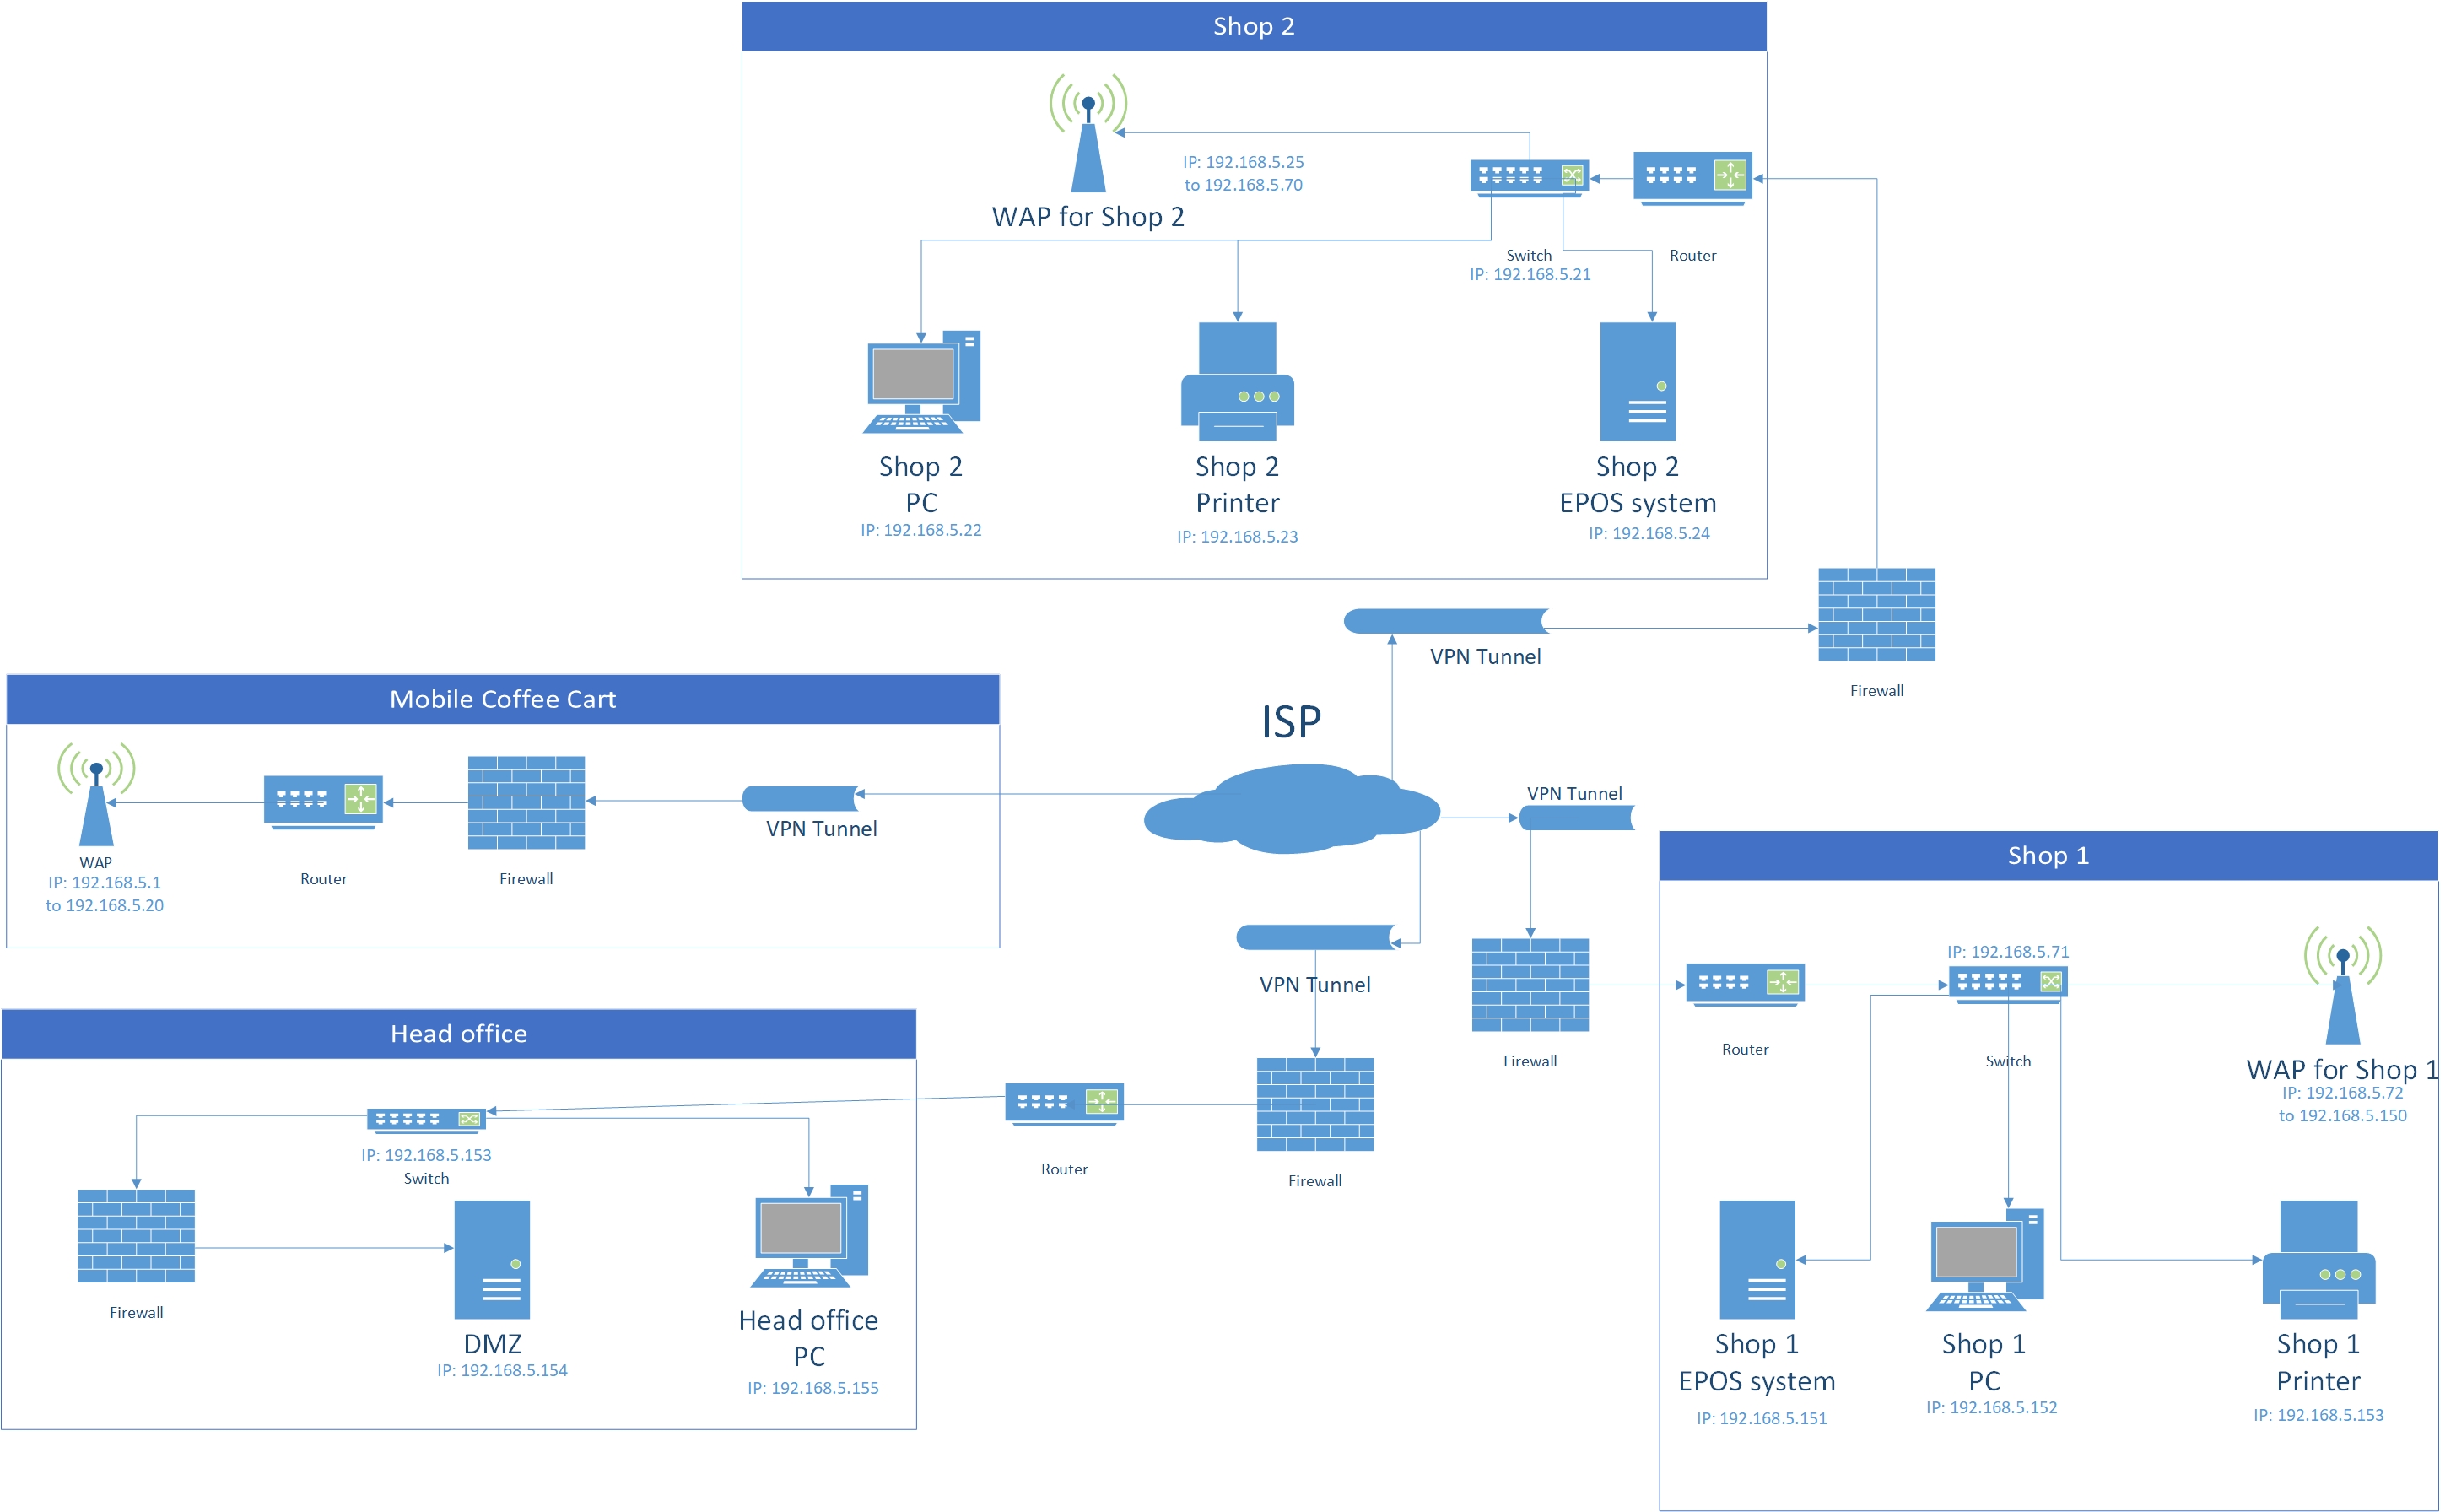 Shop 2
IP: 192.168.5.25
to 192.168.5.70
WAP for Shop 2
Switch
IP: 192.168.5.21
Router
Shop 2
PC
IP: 192.168.5.22
Shop 2
Printer
IP: 192.168.5.23
Shop 2
EPOS system
IP: 192.168.5.24
VPN Tunnel
Firewall
Mobile Coffee Cart
WAP
IP: 192.168.5.1
to 192.168.5.20
Router
Firewall
VPN Tunnel
ISP
VPN Tunnel
VPN Tunnel
Firewall
Shop 1
Router
IP: 192.168.5.71
Switch
WAP for Shop 1
IP: 192.168.5.72
to 192.168.5.150
Shop 1
EPOS system
IP: 192.168.5.151
Shop 1
PC
IP: 192.168.5.152
Shop 1
Printer
IP: 192.168.5.153
Head office
IP: 192.168.5.153
Switch
Firewall
DMZ
IP: 192.168.5.154
Head office
PC
IP: 192.168.5.155
Router
Firewall